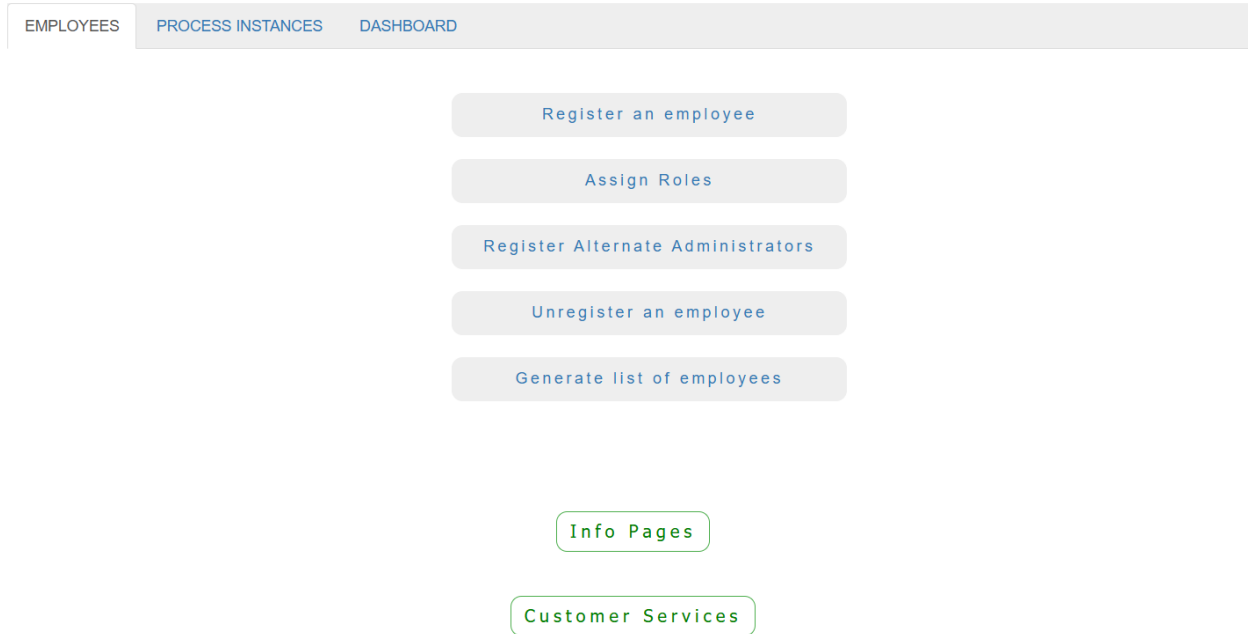 EMPLOYEES PROCESS INSTANCES DASHBOARD
Register an employee
Assign Roles
Register Alternate Administrators
Unregister an employee
Generate list of employees
Info Pages
Customer Services